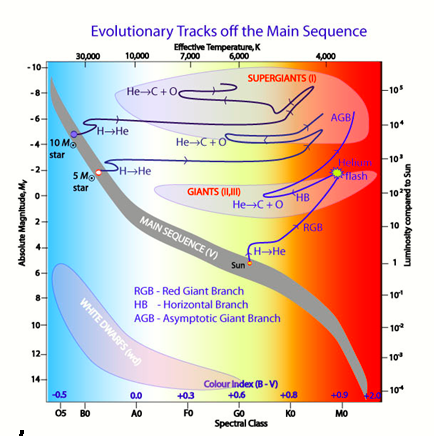 Evolutionary Tracks off the Main Sequence
Effective Temperature, K
30,000 10,000 7,000 6,000 4,000
-10
-8
-6
-4
-2
0
2
4
6
8
10
12
14
Absolute Magnitude, Mv
10⁵
10⁴
10³
10²
10
1
10⁻¹
10⁻²
10⁻³
10⁻⁴
Luminosity compared to Sun
SUPERGIANTS (I)
He→C + O
AGB
H→He
10 M⊙
star
He→C + O
Helium
flash
H→He
5 M⊙
star
GIANTS (II,III)
HB
He→C + O
MAIN SEQUENCE (V)
RGB
H→He
Sun
RGB - Red Giant Branch
HB - Horizontal Branch
AGB - Asymptotic Giant Branch
WHITE DWARFS (wd)
Colour Index (B - V)
-0.5 0.0 +0.3 +0.6 +0.8 +0.9 +2.0
O5 B0 A0 F0 G0 K0 M0
Spectral Class